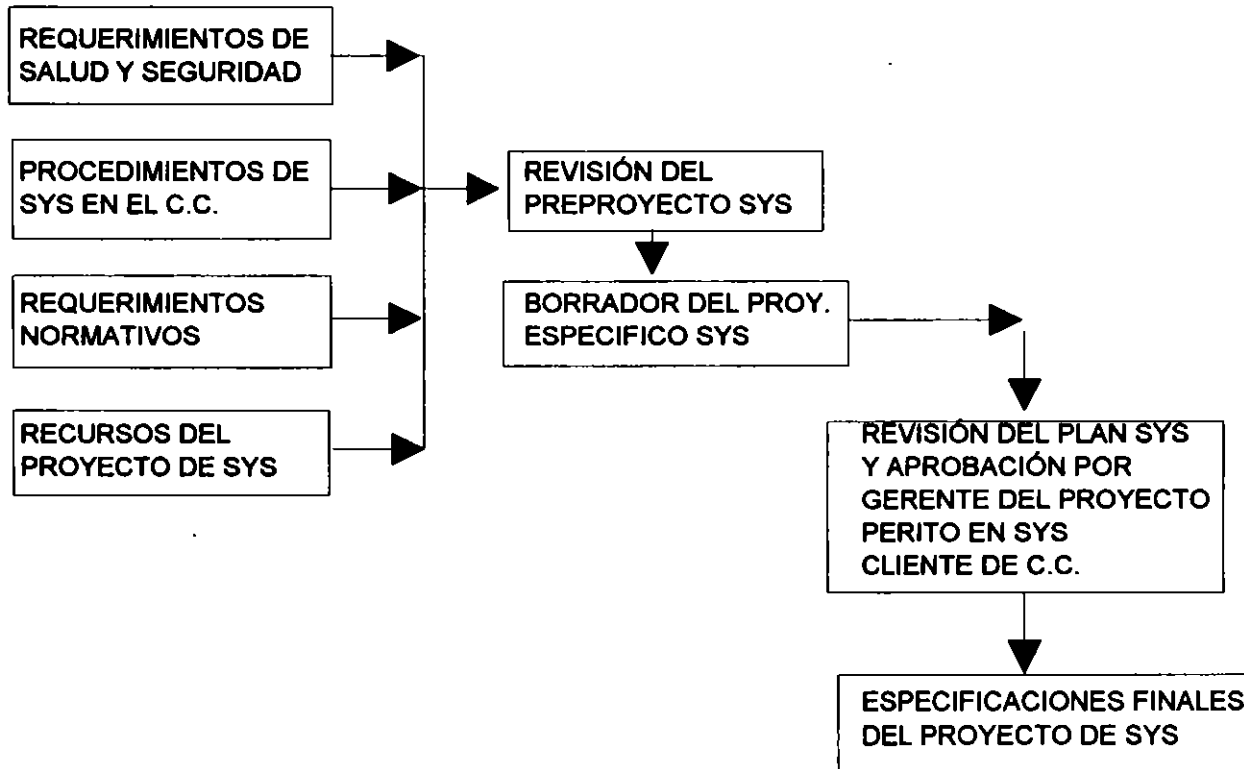 REQUERIMIENTOS DE
SALUD Y SEGURIDAD
PROCEDIMIENTOS DE
SYS EN EL C.C.
REQUERIMIENTOS
NORMATIVOS
RECURSOS DEL
PROYECTO DE SYS
REVISIÓN DEL
PREPROYECTO SYS
BORRADOR DEL PROY.
ESPECIFICO SYS
REVISIÓN DEL PLAN SYS
Y APROBACIÓN POR
GERENTE DEL PROYECTO
PERITO EN SYS
CLIENTE DE C.C.
ESPECIFICACIONES FINALES
DEL PROYECTO DE SYS